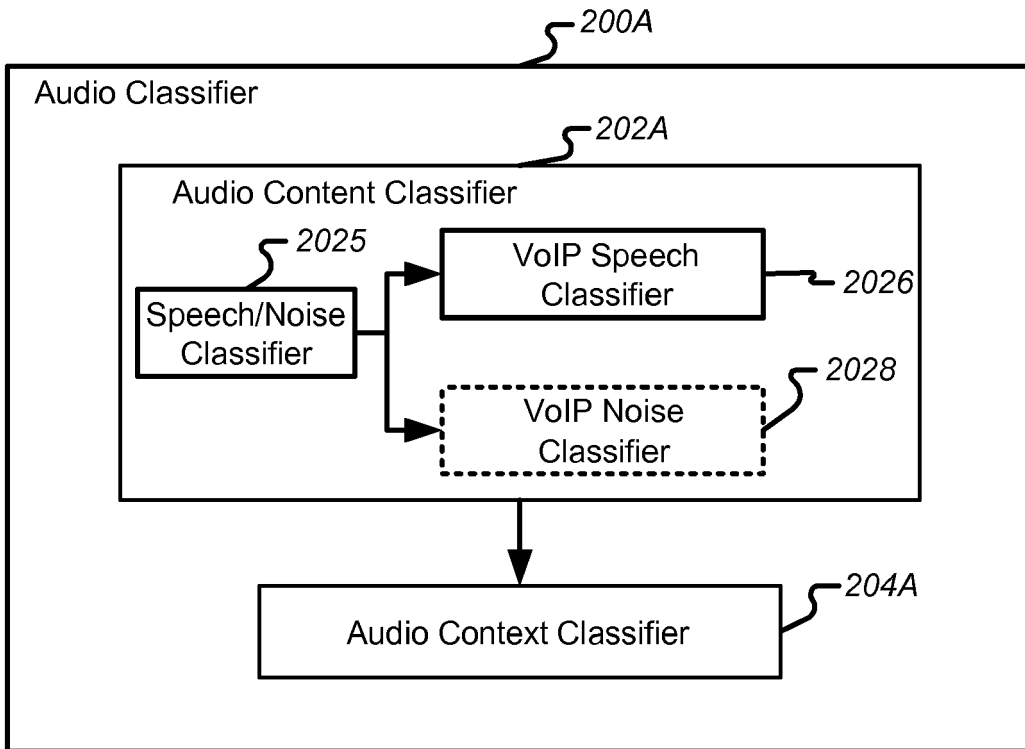 200A
Audio Classifier
202A
Audio Content Classifier
2025
VoIP Speech
Classifier
2026
Speech/Noise
Classifier
2028
VoIP Noise
Classifier
204A
Audio Context Classifier